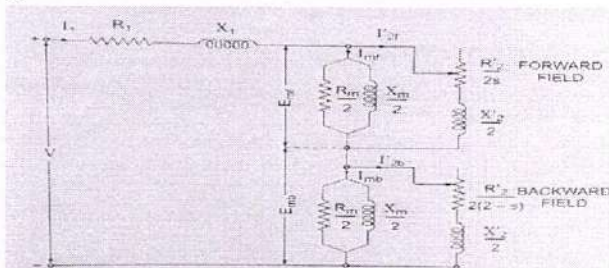 I₁ R₁ X₁ I'₂f
Imf
R'₂/2s FORWARD FIELD
Rm/2 Xm/2
X'₂/2
Emf
V
I'₂b
Imb
R'₂/2(2-s) BACKWARD FIELD
Emb
Rm/2 Xm/2
X'₂/2